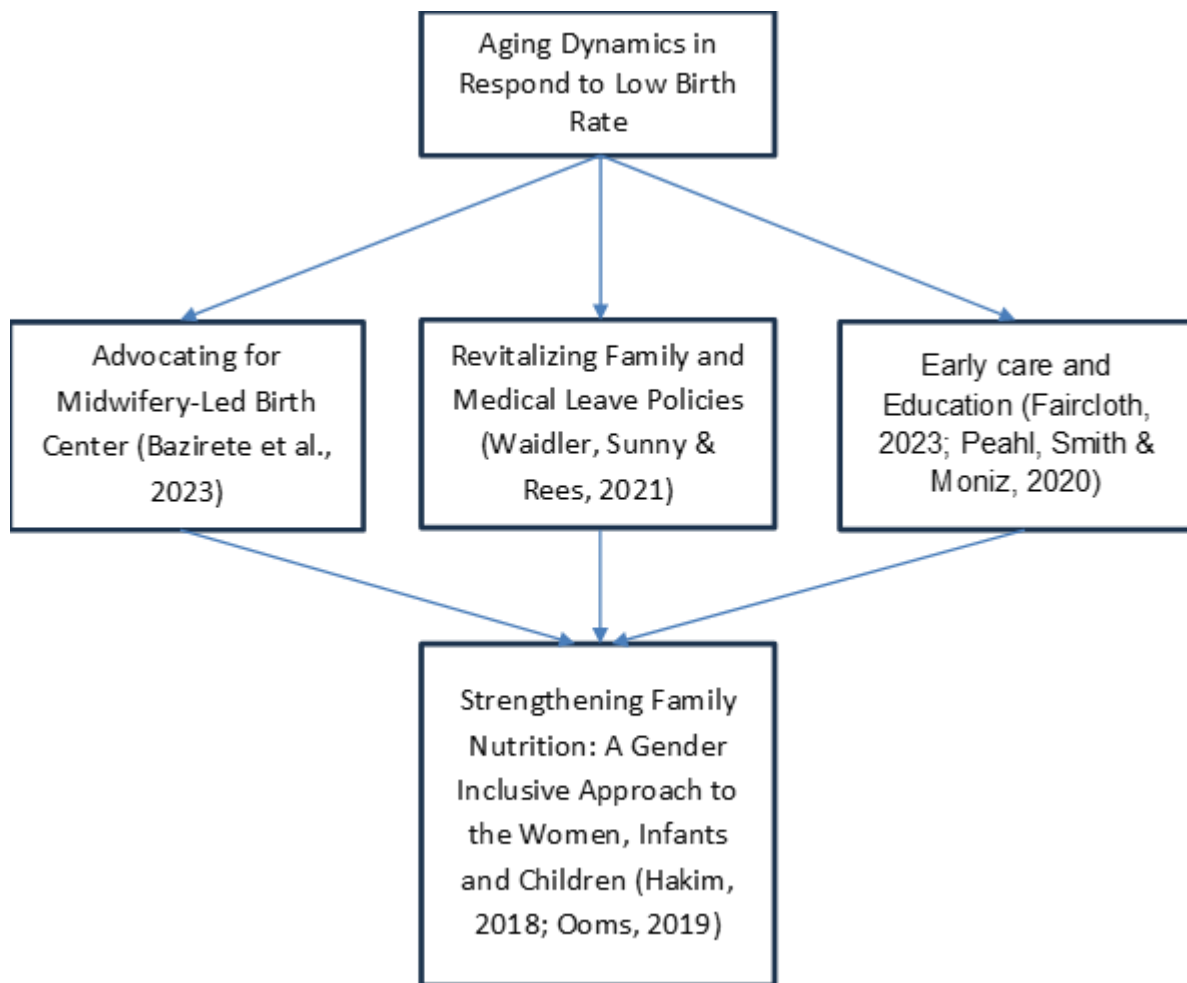 Aging Dynamics in
Respond to Low Birth
Rate
Advocating for
Midwifery-Led Birth
Center (Bazirete et al.,
2023)
Revitalizing Family and
Medical Leave Policies
(Waidler, Sunny &
Rees, 2021)
Early care and
Education (Faircloth,
2023; Peahl, Smith &
Moniz, 2020)
Strengthening Family
Nutrition: A Gender
Inclusive Approach to
the Women, Infants
and Children (Hakim,
2018; Ooms, 2019)